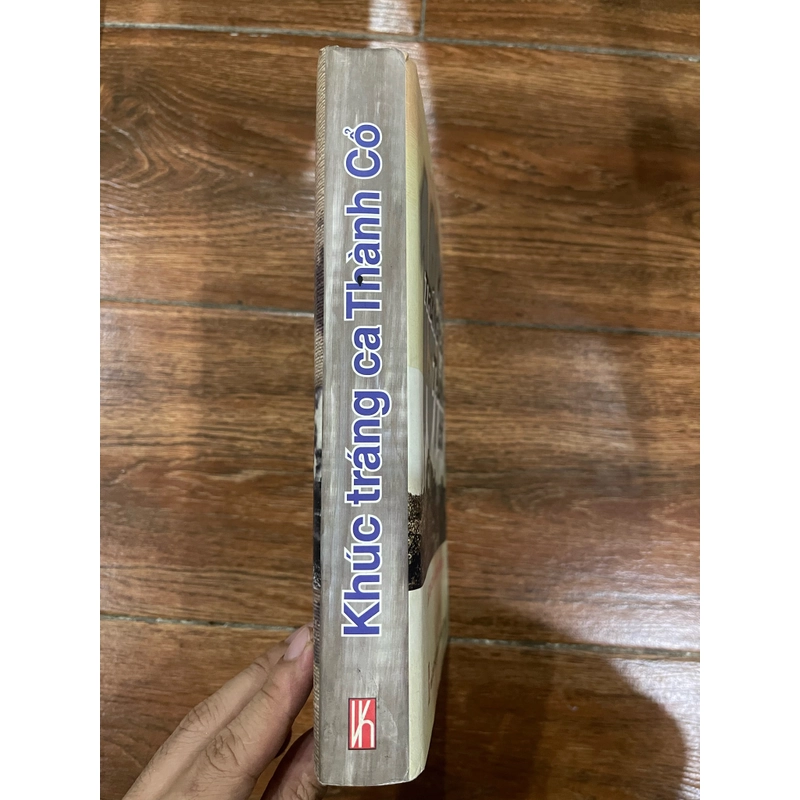 Khúc tráng ca Thành Cổ